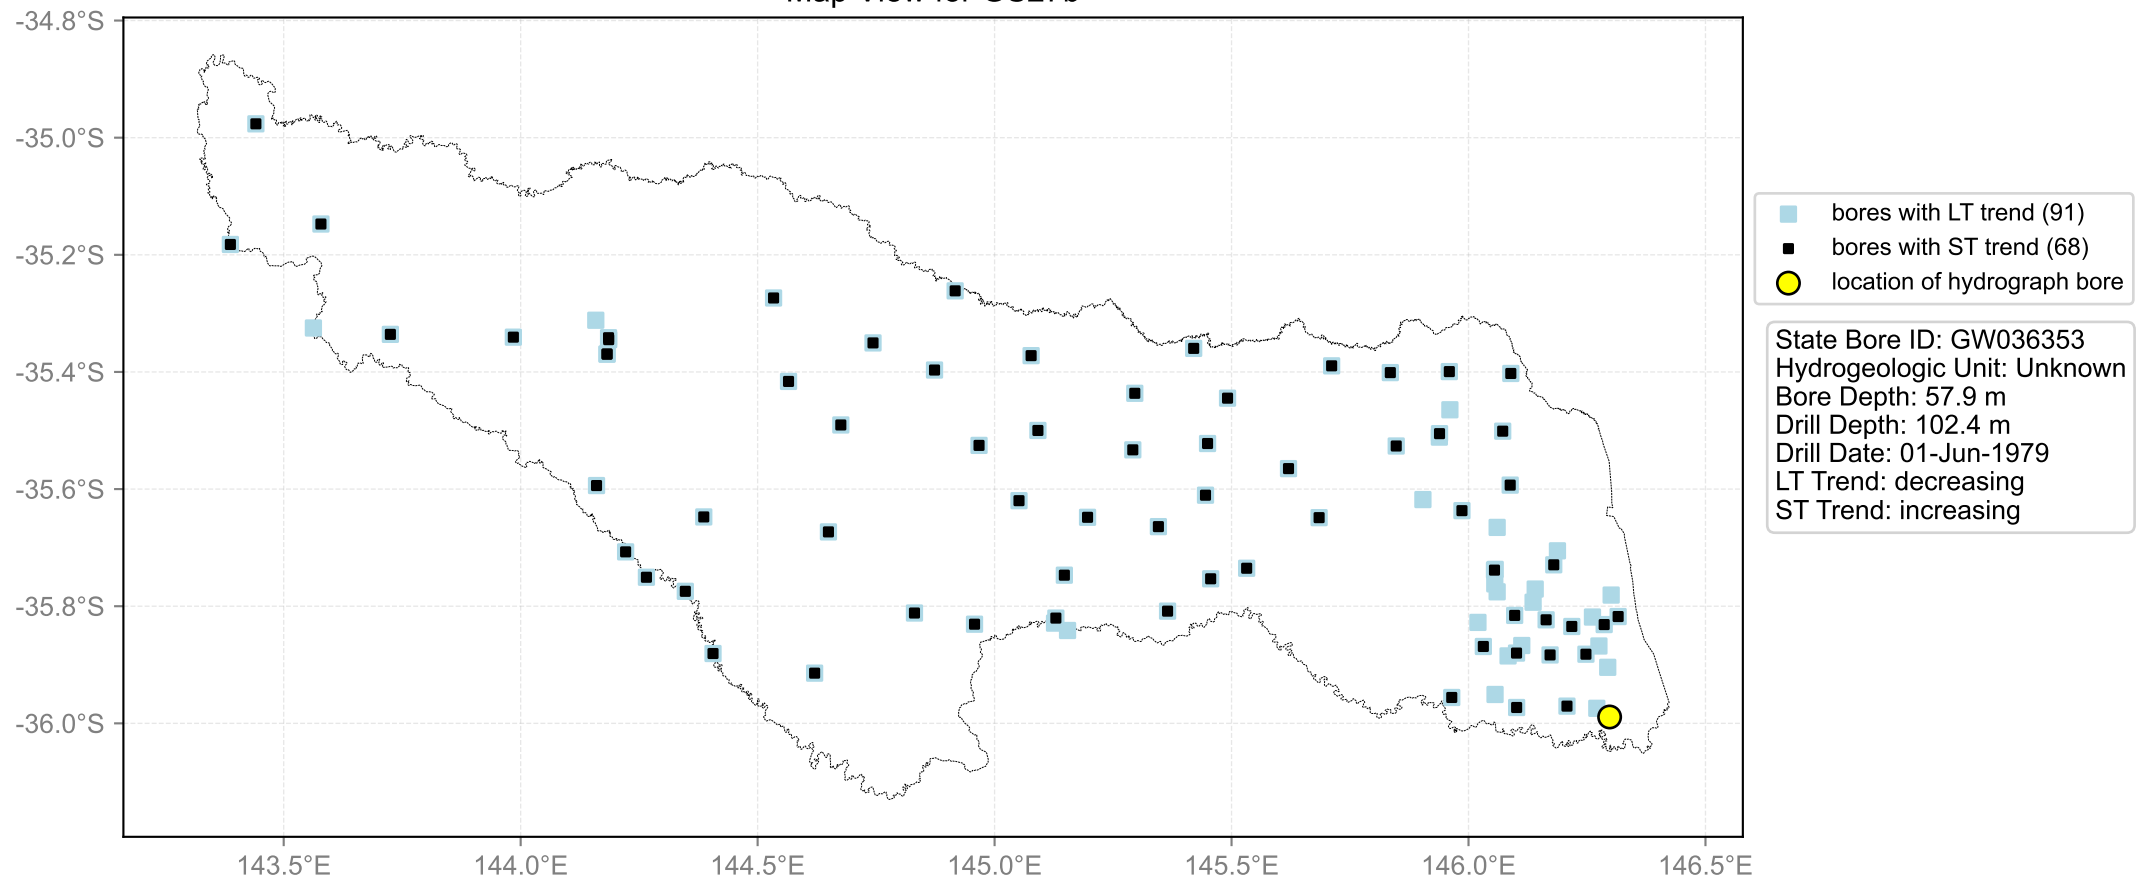 -34.8°S
-35.0°S
-35.2°S
-35.4°S
-35.6°S
-35.8°S
-36.0°S
143.5°E
144.0°E
144.5°E
145.0°E
145.5°E
146.0°E
146.5°E
bores with LT trend (91)
bores with ST trend (68)
location of hydrograph bore
State Bore ID: GW036353
Hydrogeologic Unit: Unknown
Bore Depth: 57.9 m
Drill Depth: 102.4 m
Drill Date: 01-Jun-1979
LT Trend: decreasing
ST Trend: increasing